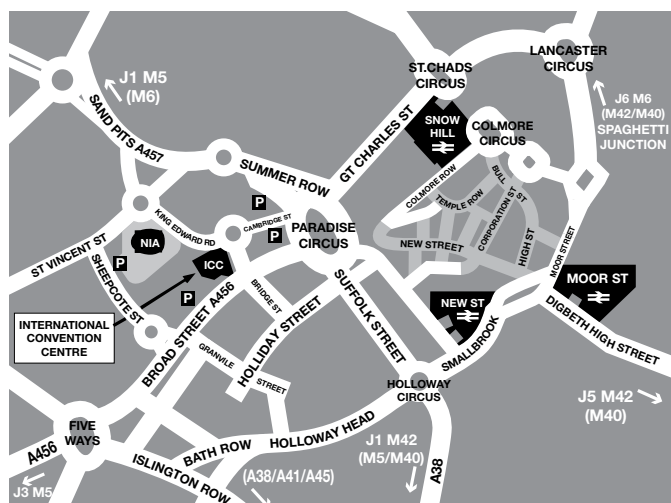 LANCASTER
CIRCUS
ST.CHADS
CIRCUS
J1 M5
(M6)
J6 M6
(M42/M40)
SPAGHETTI
JUNCTION
SAND PITS A457
GT CHARLES ST
SNOW
HILL
COLMORE
CIRCUS
SUMMER ROW
COLMORE ROW
BULL ST
TEMPLE ROW
CORPORATION ST
P
KING EDWARD RD
CAMBRIDGE ST
P
PARADISE
CIRCUS
NEW STREET
HIGH ST
MOOR STREET
ST VINCENT ST
NIA
P
ICC
SHEEPCOTE ST
P
BRIDGE ST
SUFFOLK STREET
MOOR ST
NEW ST
INTERNATIONAL
CONVENTION
CENTRE
BROAD STREET A456
HOLLIDAY STREET
SMALLBROOK
DIGBETH HIGH STREET
GRANVILE STREET
HOLLOWAY
CIRCUS
J5 M42
(M40)
FIVE
WAYS
A456
BATH ROW
HOLLOWAY HEAD
J1 M42
(M5/M40)
A38
J3 M5
ISLINGTON ROW
(A38/A41/A45)